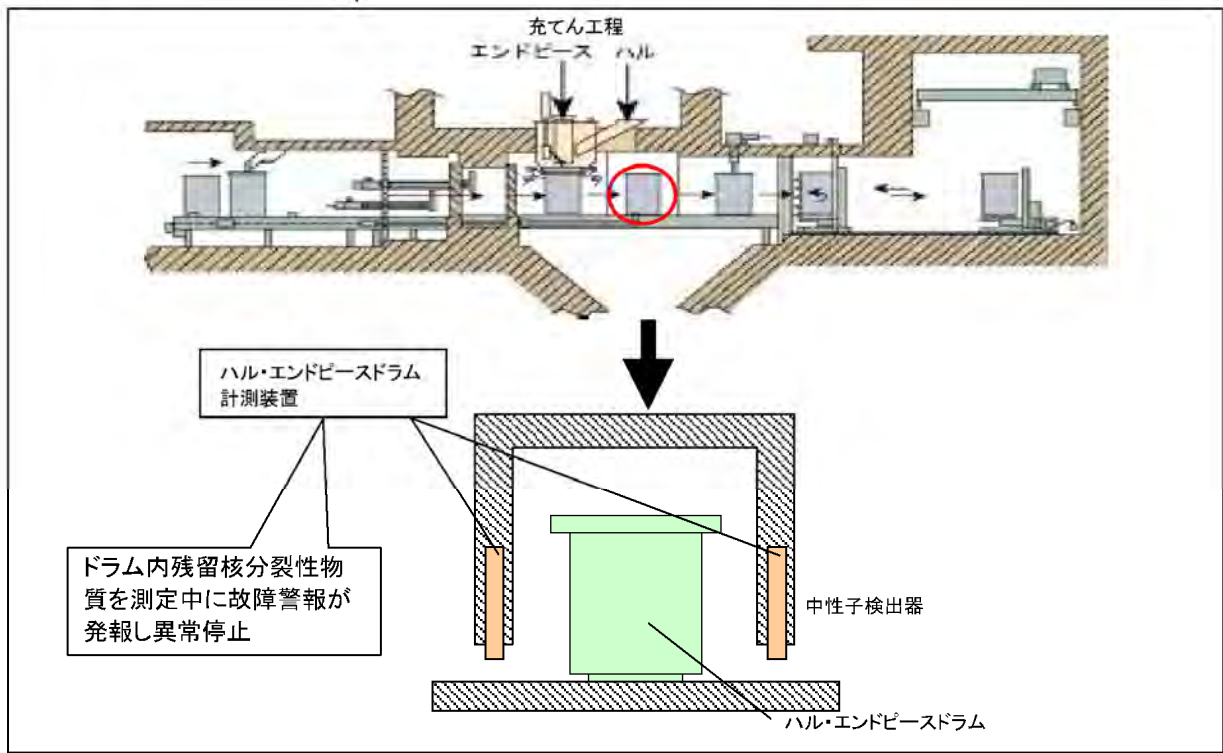 充てん工程
エンドピース ハル
ハル・エンドピースドラム
計測装置
ドラム内残留核分裂性物
質を測定中に故障警報が
発報し異常停止
中性子検出器
ハル・エンドピースドラム